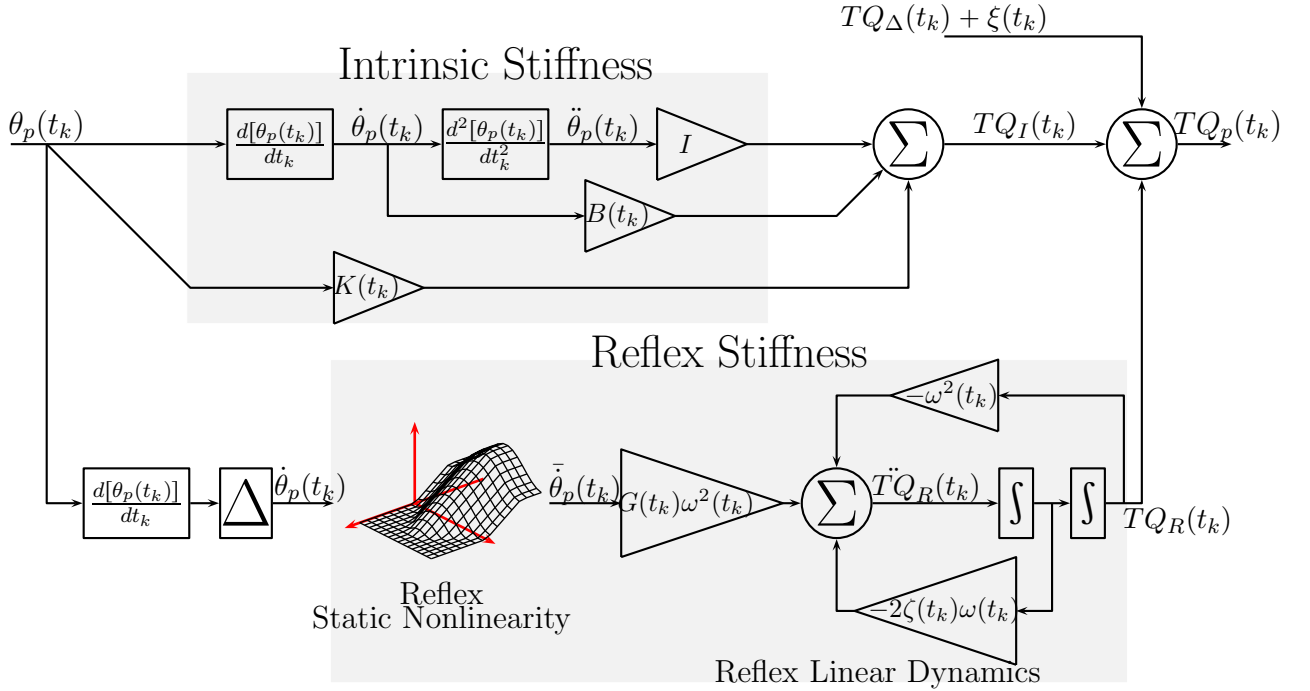 TQ_Δ(t_k) + ξ(t_k)
Intrinsic Stiffness
θ_p(t_k)
d[θ_p(t_k)]/dt_k
θ̇_p(t_k)
d²[θ_p(t_k)]/dt_k²
θ̈_p(t_k)
I
∑
TQ_I(t_k)
∑
TQ_p(t_k)
B(t_k)
K(t_k)
Reflex Stiffness
−ω²(t_k)
d[θ_p(t_k)]/dt_k
Δ
θ̇_p(t_k)
θ̇̄_p(t_k)
G(t_k)ω²(t_k)
∑
TQ̈_R(t_k)
∫
∫
TQ_R(t_k)
Reflex
Static Nonlinearity
−2ζ(t_k)ω(t_k)
Reflex Linear Dynamics